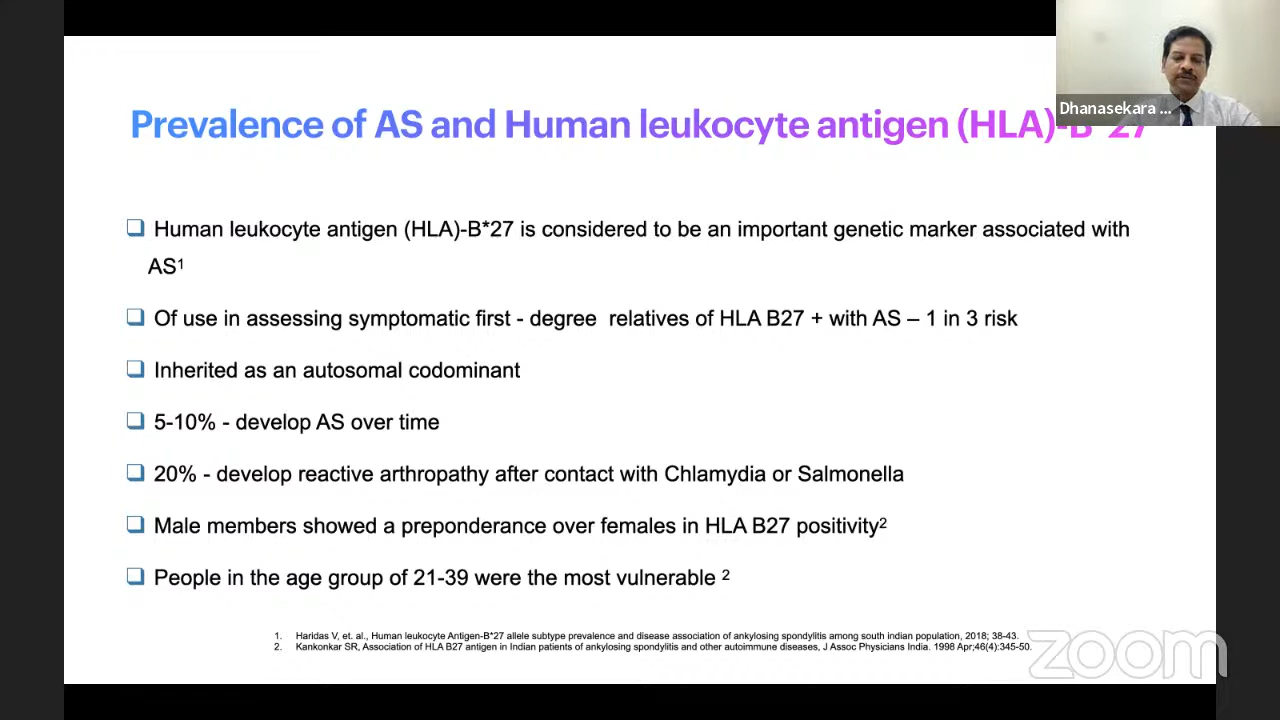 Dhanasekara ...
Prevalence of AS and Human leukocyte antigen (HLA)-B*27
❑ Human leukocyte antigen (HLA)-B*27 is considered to be an important genetic marker associated with
AS1
❑ Of use in assessing symptomatic first - degree relatives of HLA B27 + with AS – 1 in 3 risk
❑ Inherited as an autosomal codominant
❑ 5-10% - develop AS over time
❑ 20% - develop reactive arthropathy after contact with Chlamydia or Salmonella
❑ Male members showed a preponderance over females in HLA B27 positivity2
❑ People in the age group of 21-39 were the most vulnerable 2
1. Haridas V, et. al., Human leukocyte Antigen-B*27 allele subtype prevalence and disease association of ankylosing spondylitis among south indian population, 2018; 38-43.
2. Kankonkar SR, Association of HLA B27 antigen in Indian patients of ankylosing spondylitis and other autoimmune diseases, J Assoc Physicians India. 1998 Apr;46(4):345-50.
zoom